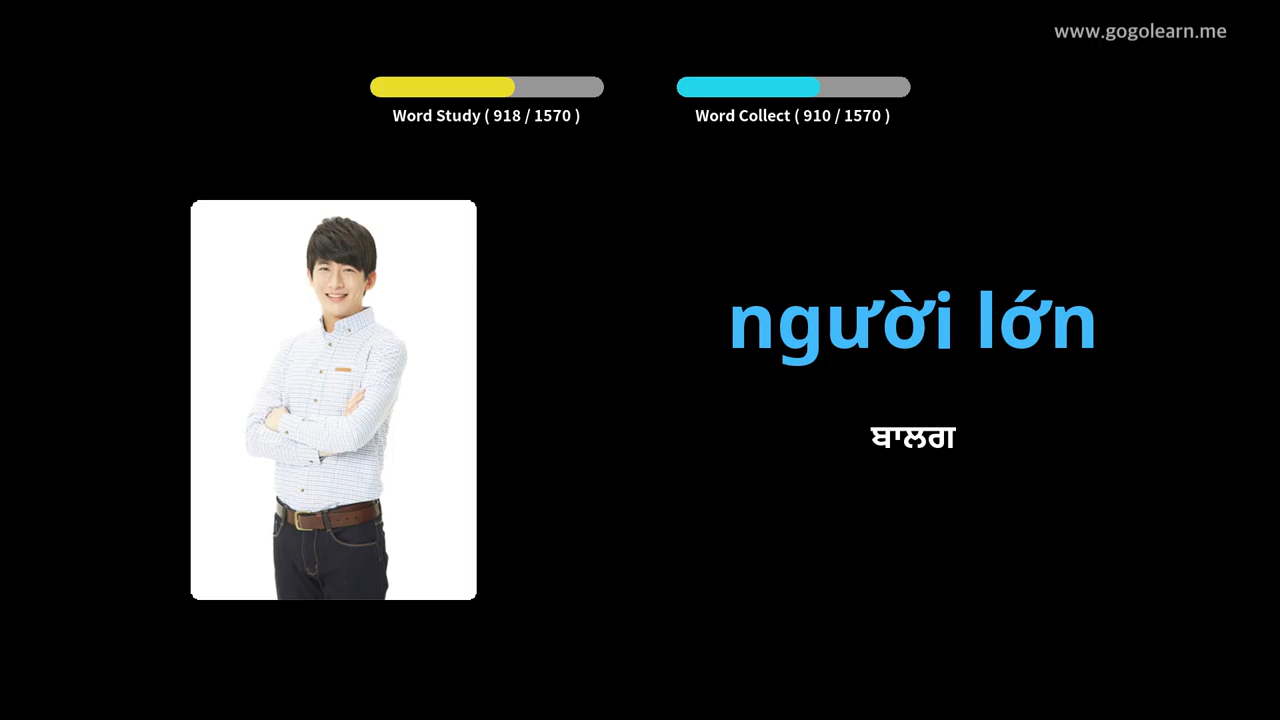 www.gogolearn.me
Word Study ( 918 / 1570 )
Word Collect ( 910 / 1570 )
người lớn
ਬਾਲਗ